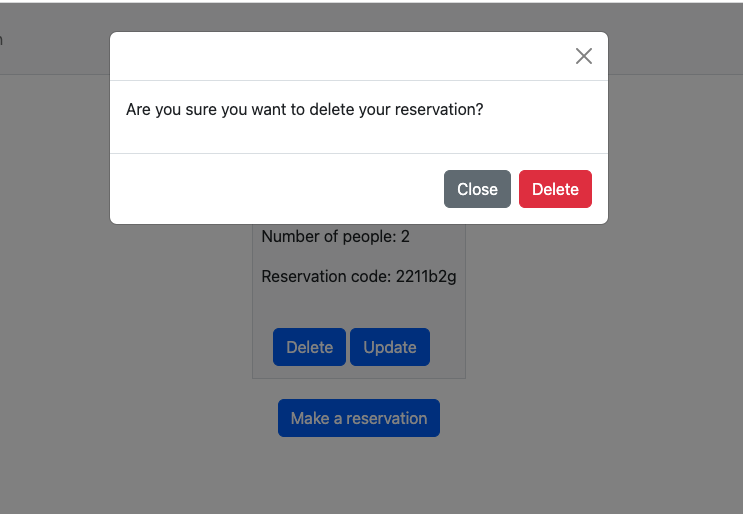 Are you sure you want to delete your reservation?
Close Delete
Number of people: 2
Reservation code: 2211b2g
Delete Update
Make a reservation